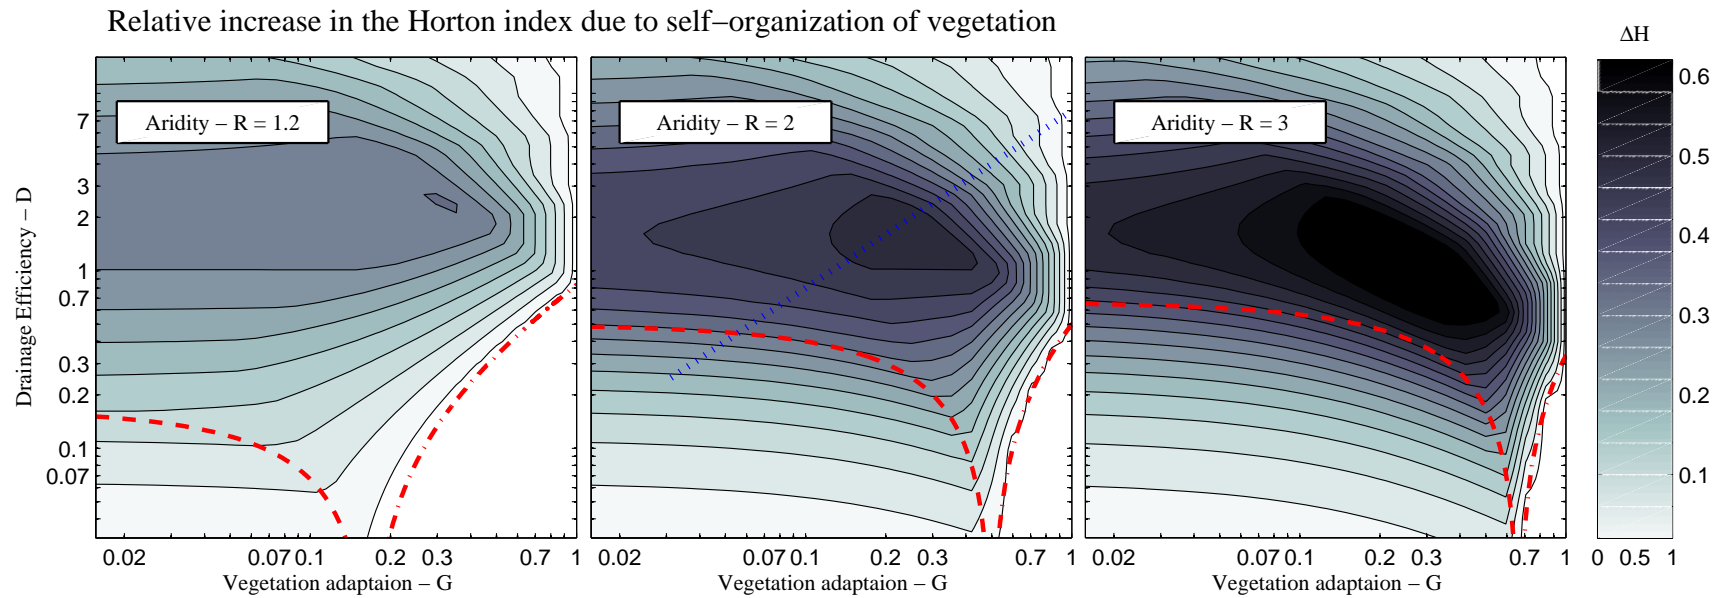 Relative increase in the Horton index due to self−organization of vegetation
ΔH
Aridity − R = 1.2
Aridity − R = 2
Aridity − R = 3
Drainage Efficiency − D
7
3
2
1
0.7
0.3
0.2
0.1
0.07
0.02 0.07 0.1 0.2 0.3 0.7 1
0.02 0.07 0.1 0.2 0.3 0.7 1
0.02 0.07 0.1 0.2 0.3 0.7 1
Vegetation adaptaion − G
Vegetation adaptaion − G
Vegetation adaptaion − G
0.6
0.5
0.4
0.3
0.2
0.1
0 0.5 1